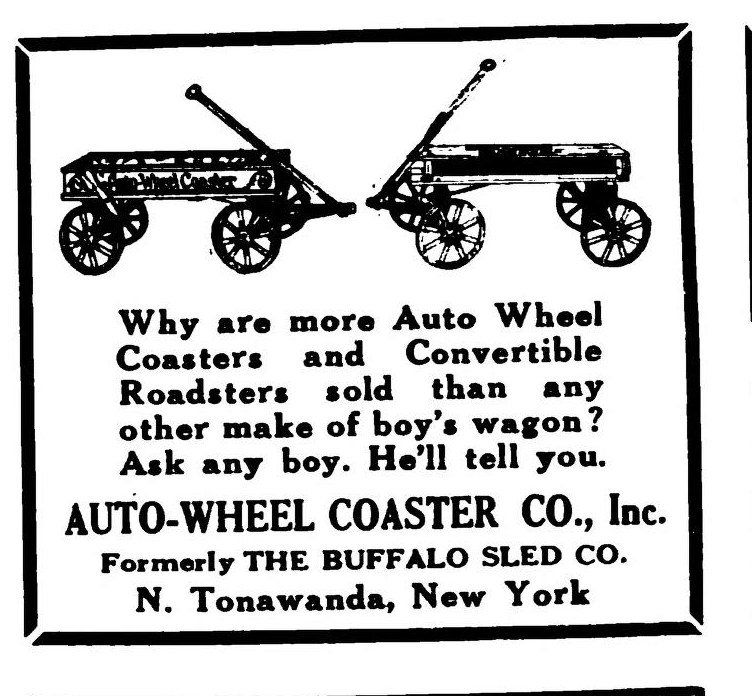 Auto-Wheel Coaster
Why are more Auto Wheel
Coasters and Convertible
Roadsters sold than any
other make of boy's wagon?
Ask any boy. He'll tell you.
AUTO-WHEEL COASTER CO., Inc.
Formerly THE BUFFALO SLED CO.
N. Tonawanda, New York